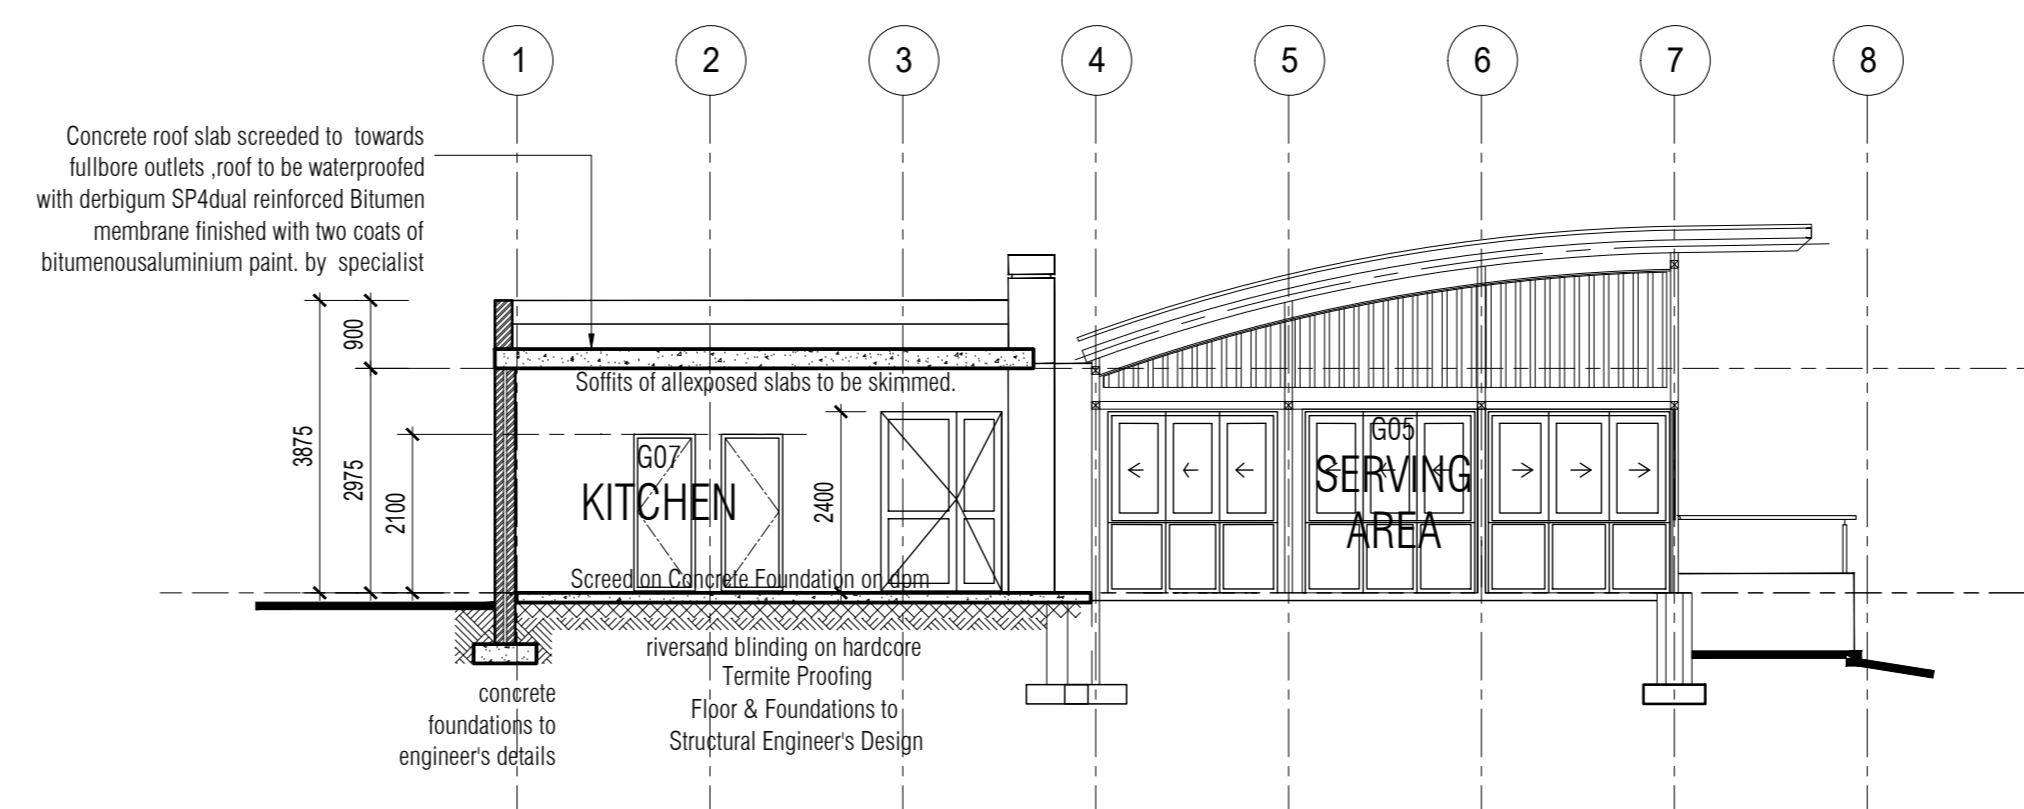 1
2
3
4
5
6
7
8
Concrete roof slab screeded to towards
fullbore outlets ,roof to be waterproofed
with derbigum SP4dual reinforced Bitumen
membrane finished with two coats of
bitumenousaluminium paint. by specialist
900
3875
2975
2100
2400
Soffits of allexposed slabs to be skimmed.
G07
KITCHEN
G05
SERVING
AREA
Screed on Concrete Foundation on dpm
riversand blinding on hardcore
Termite Proofing
Floor & Foundations to
Structural Engineer's Design
concrete
foundations to
engineer's details